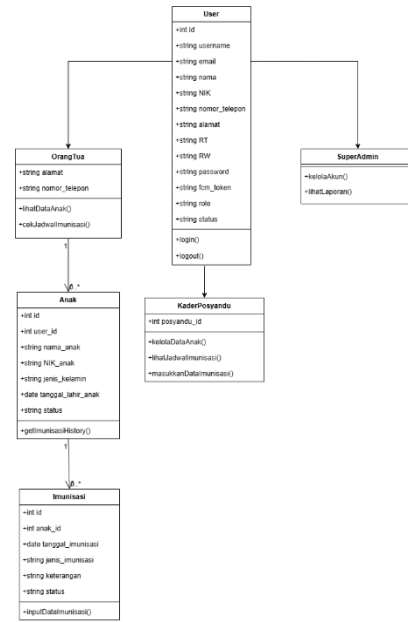 User
+int id
+string username
+string email
+string nama
+string NIK
+string nomor_telepon
+string alamat
+string RT
+string RW
+string password
+string fcm_token
+string role
+string status
+login()
+logout()
OrangTua
+string alamat
+string nomor_telepon
+lihatDataAnak()
+cekJadwalImunisasi()
SuperAdmin
+kelolaAkun()
+lihatLaporan()
1
0..*
Anak
+int id
+int user_id
+string nama_anak
+string NIK_anak
+string jenis_kelamin
+date tanggal_lahir_anak
+string status
+getImunisasiHistory()
KaderPosyandu
+int posyandu_id
+kelolaDataAnak()
+lihatJadwalImunisasi()
+masukkanDataImunisasi()
1
0..*
Imunisasi
+int id
+int anak_id
+date tanggal_imunisasi
+string jenis_imunisasi
+string keterangan
+string status
+inputDataImunisasi()